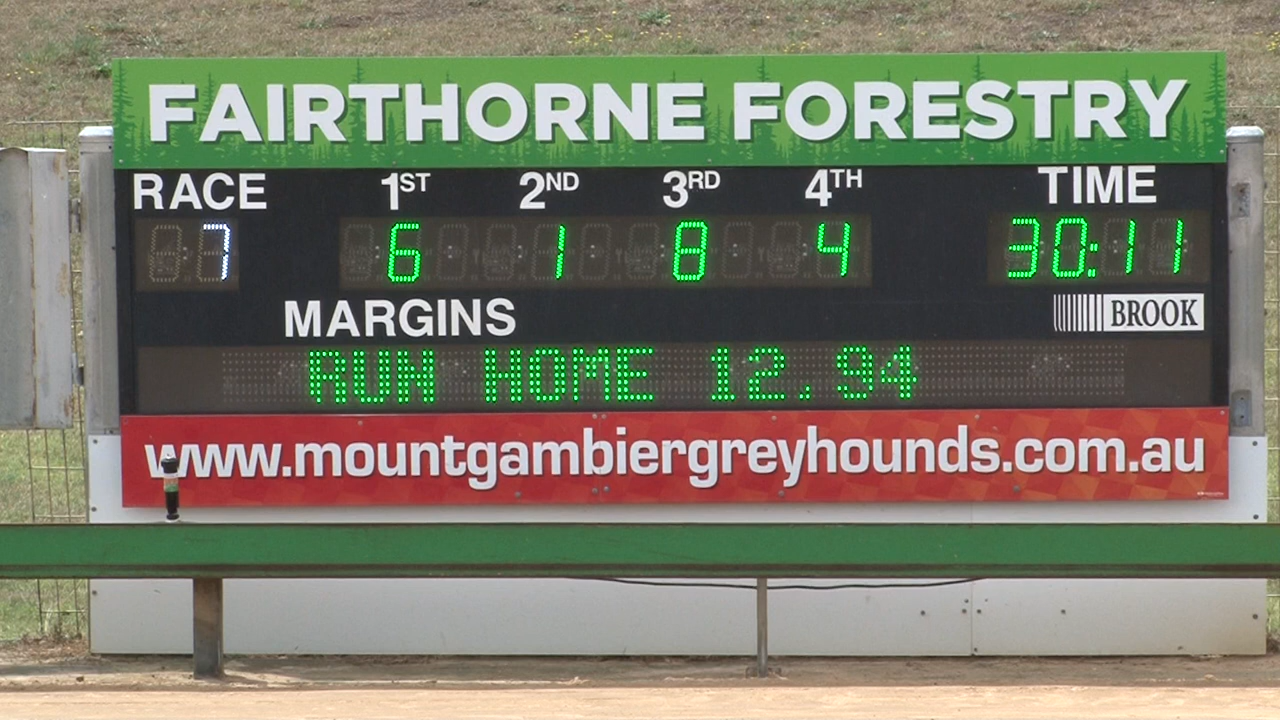 FAIRTHORNE FORESTRY
RACE 1ST 2ND 3RD 4TH TIME
7 6 1 8 4 30:11
MARGINS BROOK
RUN HOME 12.94
www.mountgambiergreyhounds.com.au